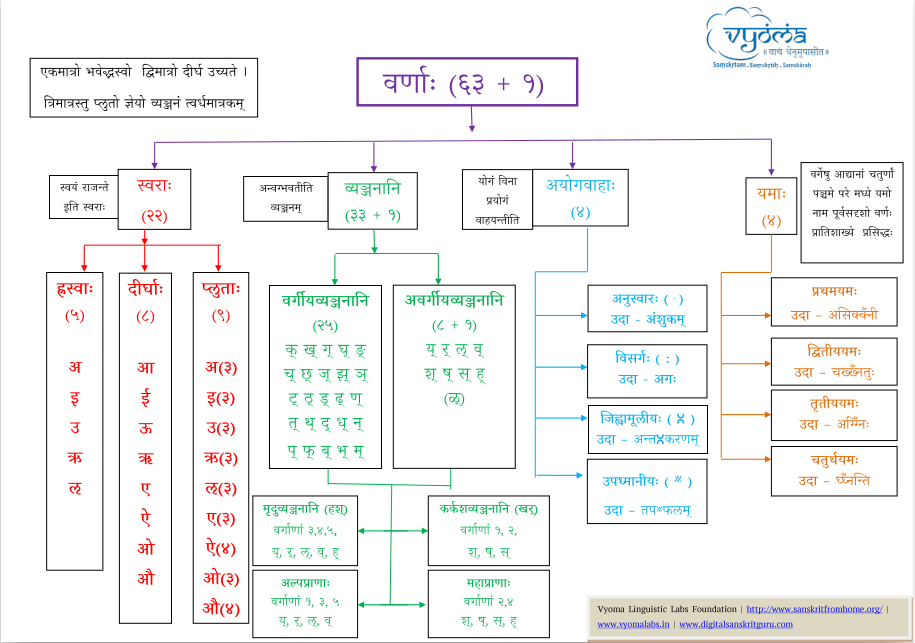 vyoma
॥ वाचं धेनुमुपासीत॥
Saṃskṛtam . Saṃskṛtiḥ . Saṃskāraḥ
एकमात्रो भवेद्ध्रस्वो द्विमात्रो दीर्घ उच्यते ।
त्रिमात्रस्तु प्लुतो ज्ञेयो व्यञ्जनं त्वर्धमात्रकम्
वर्णाः (६३ + १)
स्वयं राजन्ते
इति स्वराः
स्वराः
(२२)
अन्वग्भवतीति
व्यञ्जनम्
व्यञ्जनानि
(३३ + १)
योगं विना
प्रयोगं
वाहयन्तीति
अयोगवाहाः
(४)
यमाः
(४)
वर्गेषु आद्यानां चतुर्णां
पञ्चमे परे मध्ये यमो
नाम पूर्वसदृशो वर्णः
प्रातिशाख्ये प्रसिद्धः
ह्रस्वाः
(५)
अ
इ
उ
ऋ
ऌ
दीर्घाः
(८)
आ
ई
ऊ
ॠ
ए
ऐ
ओ
औ
प्लुताः
(९)
अ(३)
इ(३)
उ(३)
ऋ(३)
ऌ(३)
ए(३)
ऐ(४)
ओ(३)
औ(४)
वर्गीयव्यञ्जनानि
(२५)
क् ख् ग् घ् ङ्
च् छ् ज् झ् ञ्
ट् ठ् ड् ढ् ण्
त् थ् द् ध् न्
प् फ् ब् भ् म्
अवर्गीयव्यञ्जनानि
(८ + १)
य् र् ल् व्
श् ष् स् ह्
(ळ्)
अनुस्वारः ( ं )
उदा - अंशुकम्
विसर्गः ( : )
उदा - अगः
जिह्वामूलीयः ( ᳵ )
उदा – अन्तᳵकरणम्
उपध्मानीयः ( ᳶ )
उदा – तपᳶफलम्
प्रथमयमः
उदा – असिक्क्ँनी
द्वितीययमः
उदा – चख्ख्ँनतुः
तृतीययमः
उदा – अग्ग्ँनिः
चतुर्थयमः
उदा – घ्घ्ँनन्ति
मृदुव्यञ्जनानि (हश्)
वर्गाणां ३,४,५,
य्, र्, ल्, व्, ह्
कर्कशव्यञ्जनानि (खर्)
वर्गाणां १, २,
श्, ष्, स्
अल्पप्राणाः
वर्गाणां १, ३, ५
य्, र्, ल्, व्
महाप्राणाः
वर्गाणां २,४
श्, ष्, स्, ह्
Vyoma Linguistic Labs Foundation | http://www.sanskritfromhome.org/ |
www.vyomalabs.in | www.digitalsanskritguru.com